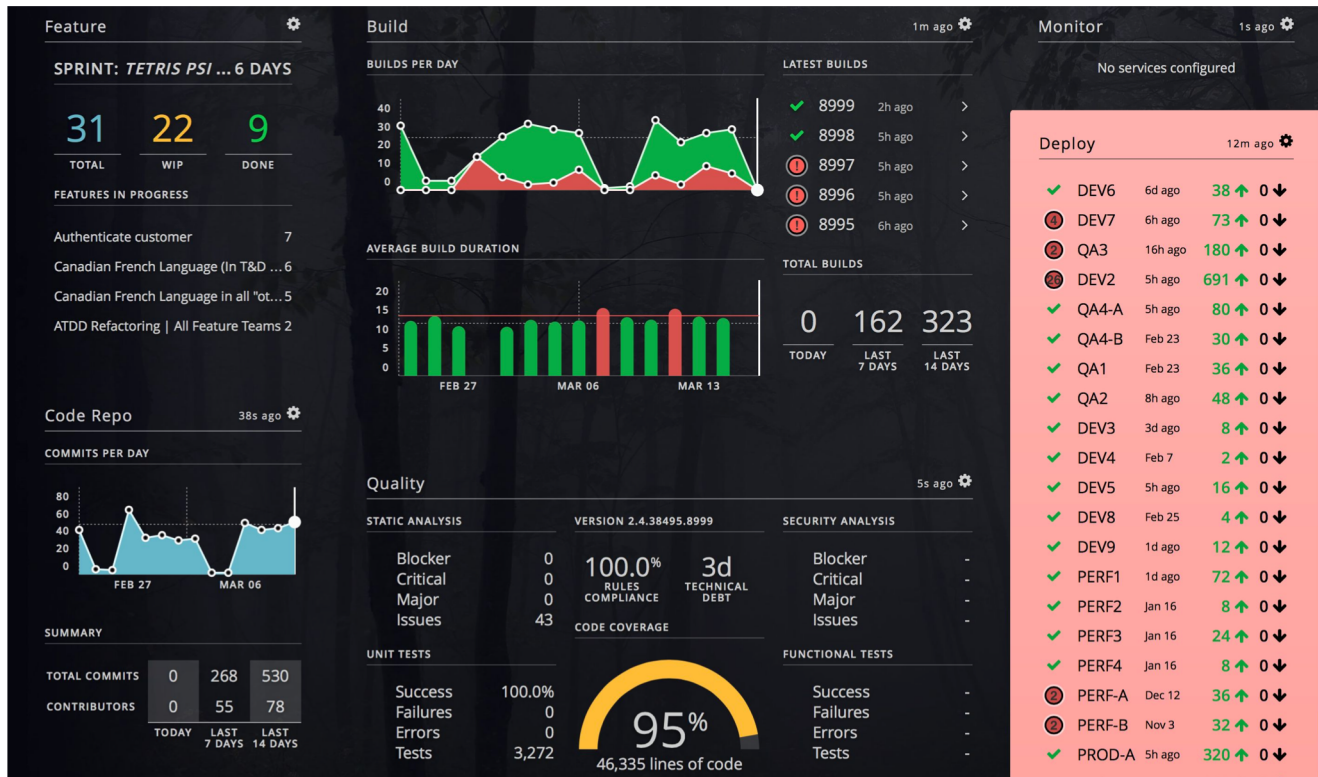 Feature
SPRINT: TETRIS PSI ... 6 DAYS
31 22 9
TOTAL WIP DONE
FEATURES IN PROGRESS
Authenticate customer 7
Canadian French Language (In T&D ... 6
Canadian French Language in all "ot... 5
ATDD Refactoring | All Feature Teams 2
Code Repo 38s ago
COMMITS PER DAY
80
60
40
20
0
FEB 27 MAR 06
SUMMARY
TOTAL COMMITS 0 268 530
CONTRIBUTORS 0 55 78
TODAY LAST 7 DAYS LAST 14 DAYS
Build 1m ago
BUILDS PER DAY
40
30
20
10
0
AVERAGE BUILD DURATION
20
15
10
5
0
FEB 27 MAR 06 MAR 13
LATEST BUILDS
8999 2h ago >
8998 5h ago >
! 8997 5h ago >
! 8996 5h ago >
! 8995 6h ago >
TOTAL BUILDS
0 162 323
TODAY LAST 7 DAYS LAST 14 DAYS
Quality 5s ago
STATIC ANALYSIS
Blocker 0
Critical 0
Major 0
Issues 43
UNIT TESTS
Success 100.0%
Failures 0
Errors 0
Tests 3,272
VERSION 2.4.38495.8999
100.0% 3d
RULES COMPLIANCE TECHNICAL DEBT
CODE COVERAGE
95%
46,335 lines of code
SECURITY ANALYSIS
Blocker -
Critical -
Major -
Issues -
FUNCTIONAL TESTS
Success -
Failures -
Errors -
Tests -
Monitor 1s ago
No services configured
Deploy 12m ago
DEV6 6d ago 38 0
4 DEV7 6h ago 73 0
2 QA3 16h ago 180 0
26 DEV2 5h ago 691 0
QA4-A 5h ago 80 0
QA4-B Feb 23 30 0
QA1 Feb 23 36 0
QA2 8h ago 48 0
DEV3 3d ago 8 0
DEV4 Feb 7 2 0
DEV5 5h ago 16 0
DEV8 Feb 25 4 0
DEV9 1d ago 12 0
PERF1 1d ago 72 0
PERF2 Jan 16 8 0
PERF3 Jan 16 24 0
PERF4 Jan 16 8 0
2 PERF-A Dec 12 36 0
2 PERF-B Nov 3 32 0
PROD-A 5h ago 320 0